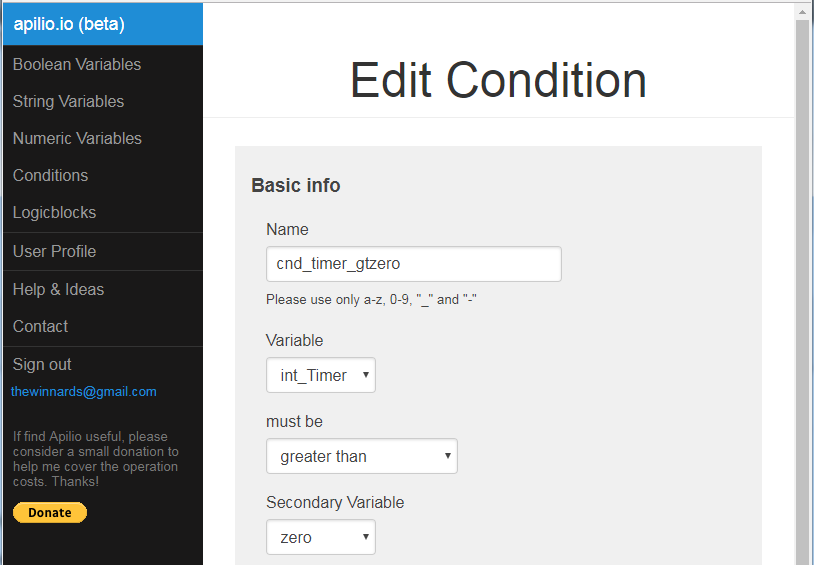 apilio.io (beta)
Boolean Variables
String Variables
Numeric Variables
Conditions
Logicblocks
User Profile
Help & Ideas
Contact
Sign out
thewinnards@gmail.com
If find Apilio useful, please
consider a small donation to
help me cover the operation
costs. Thanks!
Donate
Edit Condition
Basic info
Name
cnd_timer_gtzero
Please use only a-z, 0-9, "_" and "-"
Variable
int_Timer
must be
greater than
Secondary Variable
zero